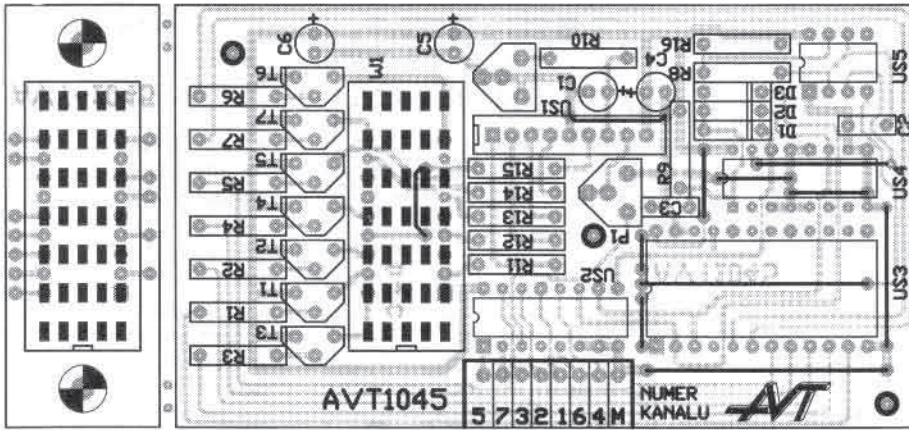 C6
C5
R10
C4
R16
US5
T6
W1
C1
R8
R6
US1
D3
T7
D2
R7
D1
T5
R15
R9
US4
R5
R14
T4
R13
C3
R4
R12
P1
T2
R11
R2
US2
US3
T1
R1
T3
R3
AVT1045
5 7 3 2 1 6 4 M
NUMER
KANAŁU
AVT